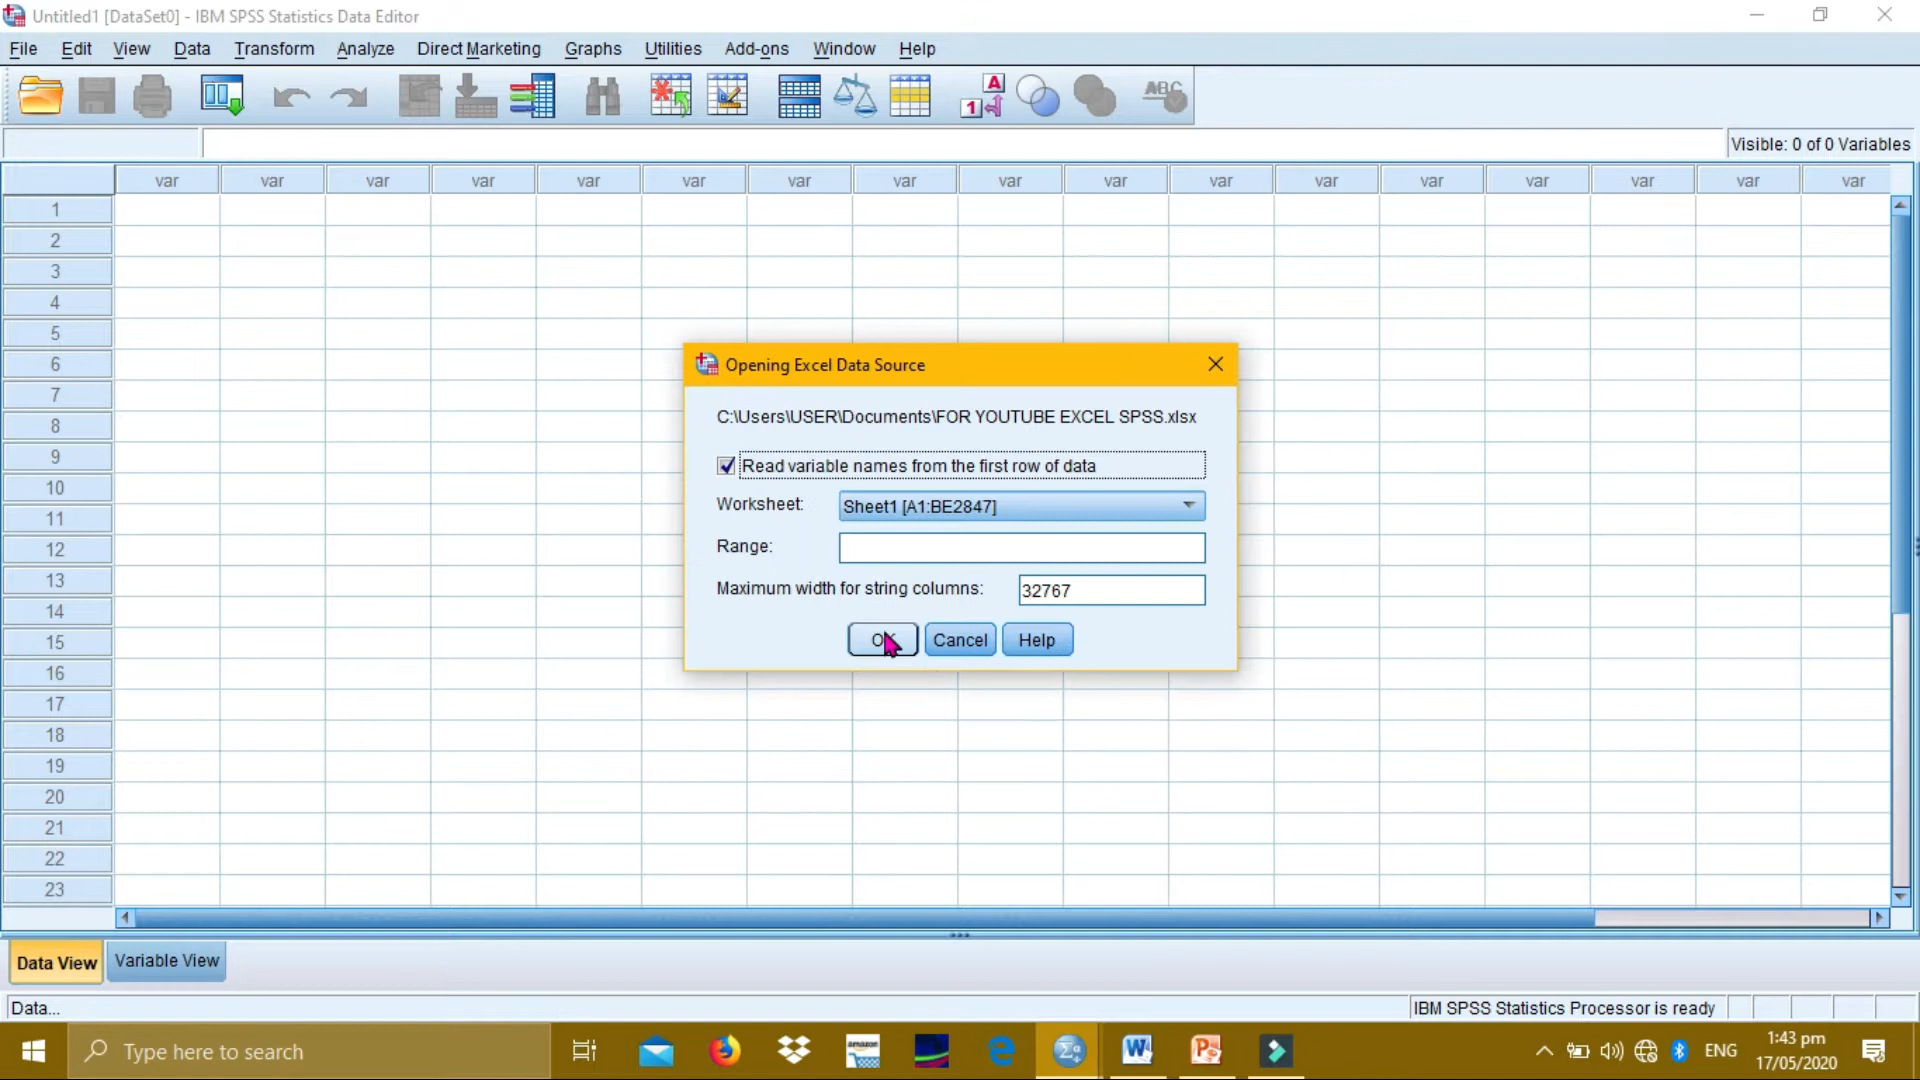 Untitled1 [DataSet0] - IBM SPSS Statistics Data Editor
File Edit View Data Transform Analyze Direct Marketing Graphs Utilities Add-ons Window Help
A
1
ABC
Visible: 0 of 0 Variables
var var var var var var var var var var var var var var var var var
1
2
3
4
5
6
7
8
9
10
11
12
13
14
15
16
17
18
19
20
21
22
23
Opening Excel Data Source
C:\Users\USER\Documents\FOR YOUTUBE EXCEL SPSS.xlsx
Read variable names from the first row of data
Worksheet: Sheet1 [A1:BE2847]
Range:
Maximum width for string columns: 32767
OK Cancel Help
Data View Variable View
Data... IBM SPSS Statistics Processor is ready
Type here to search amazon ENG 1:43 pm
17/05/2020